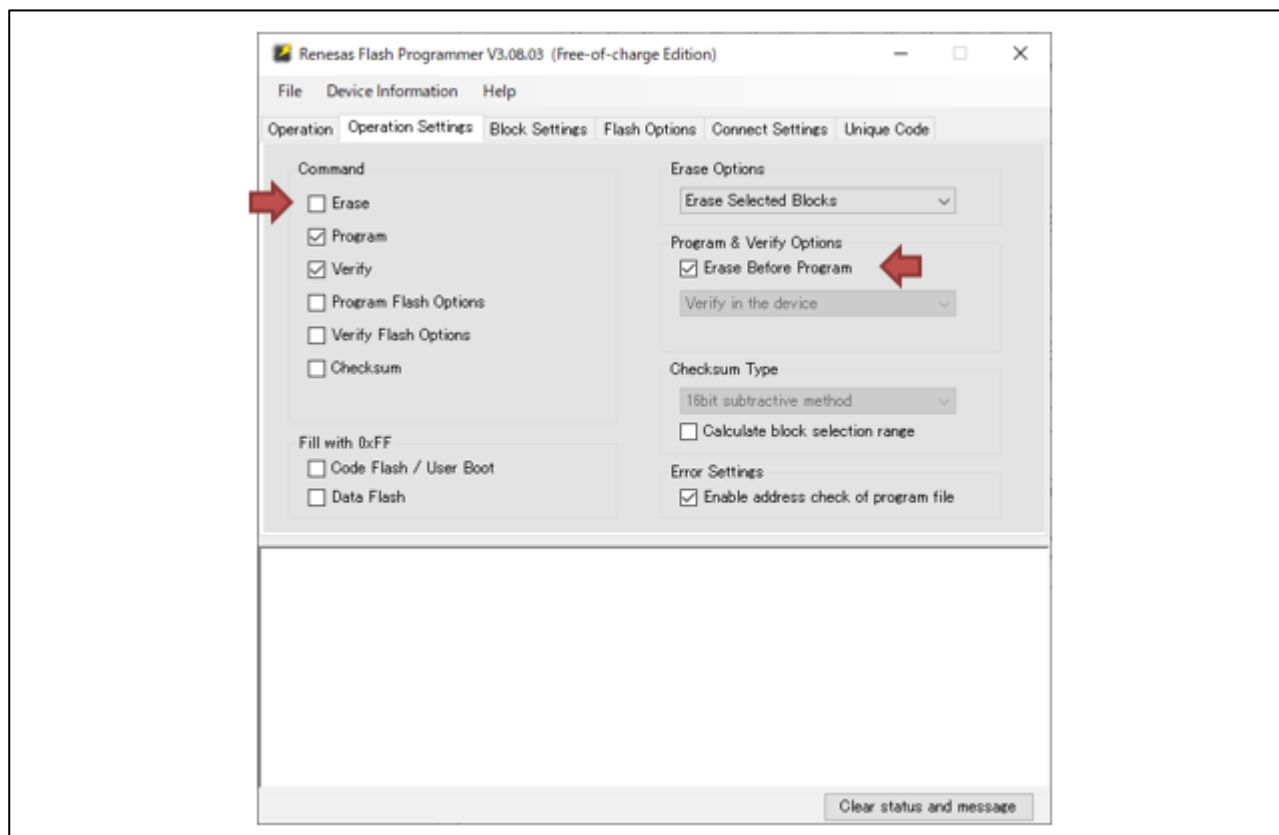 Renesas Flash Programmer V3.08.03 (Free-of-charge Edition)
File Device Information Help
Operation Operation Settings Block Settings Flash Options Connect Settings Unique Code
Command
Erase
Program
Verify
Program Flash Options
Verify Flash Options
Checksum
Fill with 0xFF
Code Flash / User Boot
Data Flash
Erase Options
Erase Selected Blocks
Program & Verify Options
Erase Before Program
Verify in the device
Checksum Type
16bit subtractive method
Calculate block selection range
Error Settings
Enable address check of program file
Clear status and message